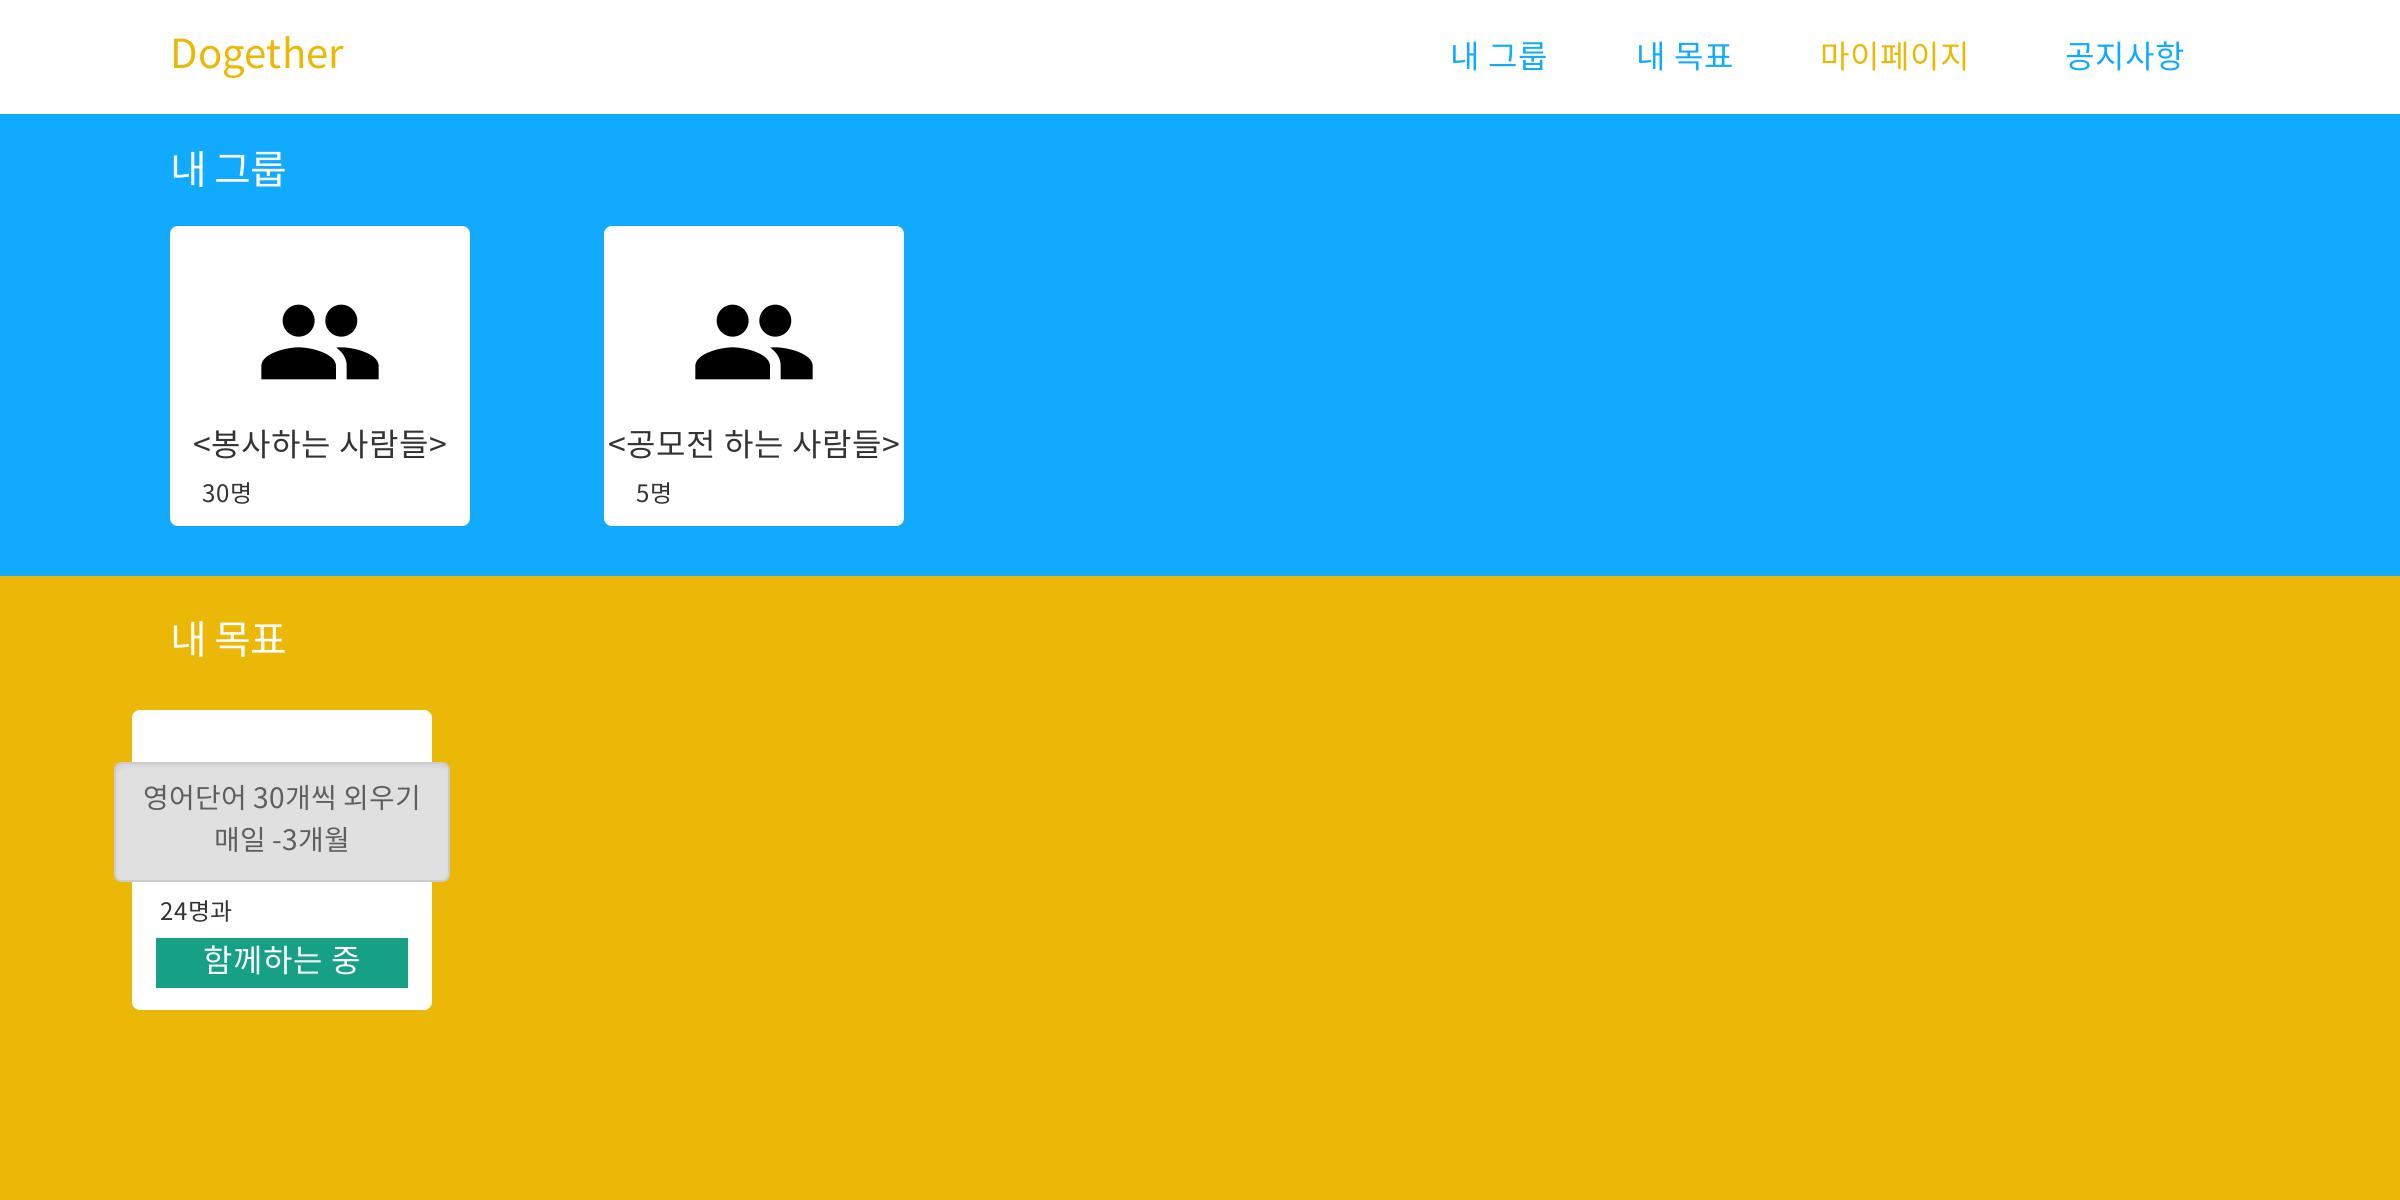 Dogether
내 그룹
내 목표
마이페이지
공지사항
내 그룹
<봉사하는 사람들>
30명
<공모전 하는 사람들>
5명
내 목표
영어단어 30개씩 외우기
매일 -3개월
24명과
함께하는 중